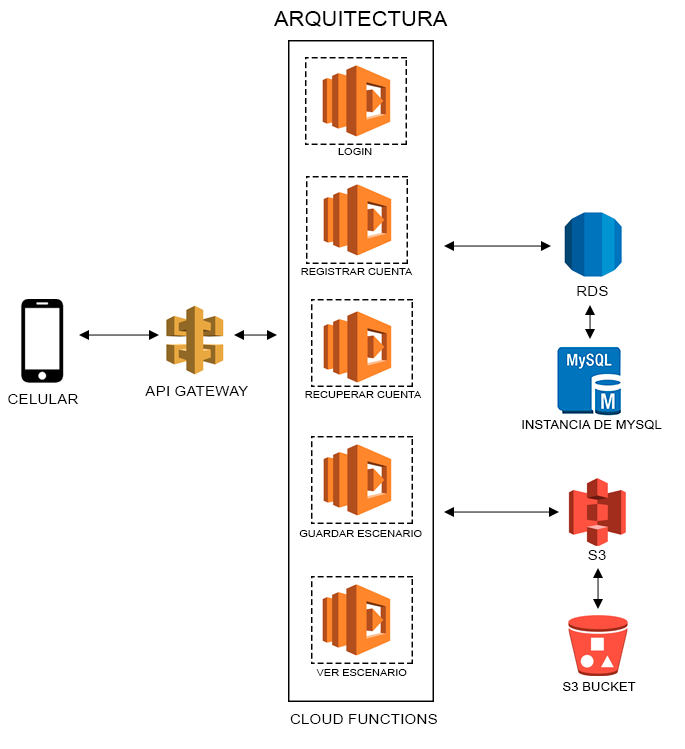 ARQUITECTURA
LOGIN
REGISTRAR CUENTA
RDS
CELULAR
API GATEWAY
RECUPERAR CUENTA
MySQL
M
INSTANCIA DE MYSQL
GUARDAR ESCENARIO
S3
VER ESCENARIO
S3 BUCKET
CLOUD FUNCTIONS